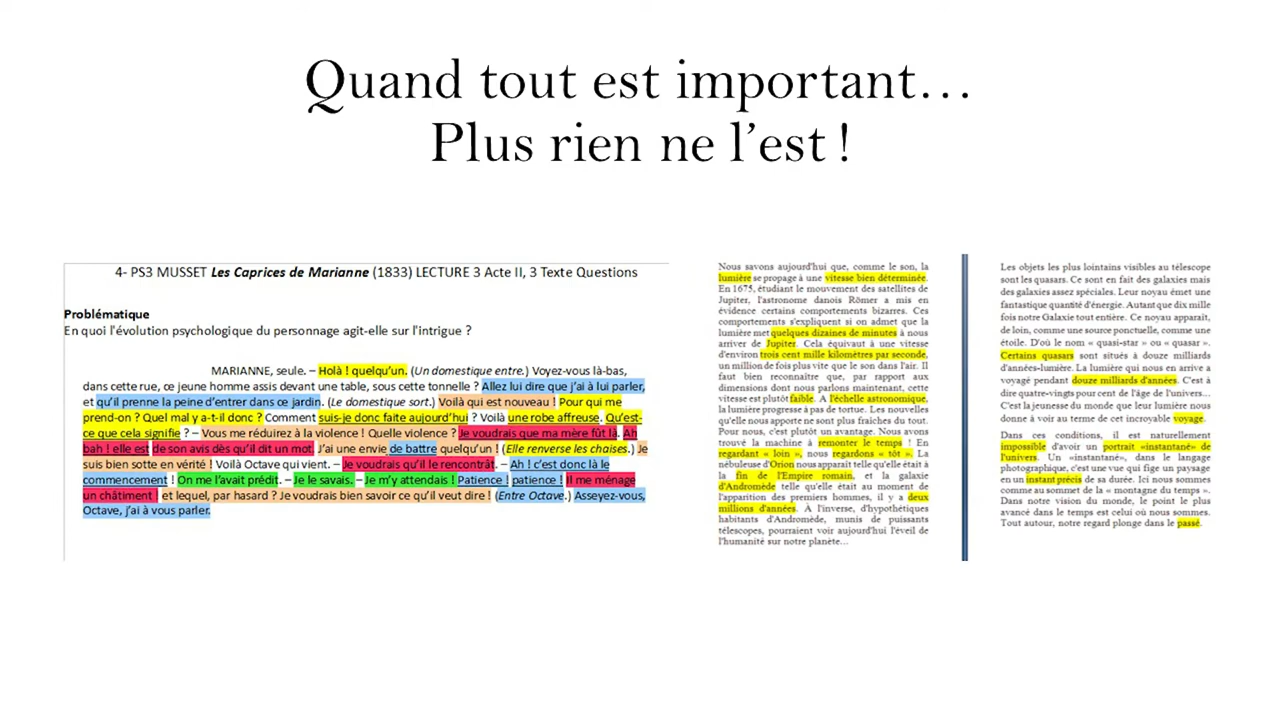 Quand tout est important…
Plus rien ne l’est !
4- PS3 MUSSET Les Caprices de Marianne (1833) LECTURE 3 Acte II, 3 Texte Questions
Problématique
En quoi l'évolution psychologique du personnage agit-elle sur l'intrigue ?
MARIANNE, seule. – Holà ! quelqu’un. (Un domestique entre.) Voyez-vous là-bas,
dans cette rue, ce jeune homme assis devant une table, sous cette tonnelle ? Allez lui dire que j’ai à lui parler,
et qu’il prenne la peine d’entrer dans ce jardin. (Le domestique sort.) Voilà qui est nouveau ! Pour qui me
prend-on ? Quel mal y a-t-il donc ? Comment suis-je donc faite aujourd’hui ? Voilà une robe affreuse. Qu’est-
ce que cela signifie ? – Vous me réduirez à la violence ! Quelle violence ? Je voudrais que ma mère fût là. Ah
bah ! elle est de son avis dès qu’il dit un mot. J’ai une envie de battre quelqu’un ! (Elle renverse les chaises.) Je
suis bien sotte en vérité ! Voilà Octave qui vient. – Je voudrais qu’il le rencontrât. – Ah ! c’est donc là le
commencement ! On me l’avait prédit. – Je le savais. – Je m’y attendais ! Patience ! patience ! Il me ménage
un châtiment ! et lequel, par hasard ? Je voudrais bien savoir ce qu’il veut dire ! (Entre Octave.) Asseyez-vous,
Octave, j’ai à vous parler.
Nous savons aujourd'hui que, comme le son, la
lumière se propage à une vitesse bien déterminée.
En 1675, étudiant le mouvement des satellites de
Jupiter, l'astronome danois Römer a mis en
évidence certains comportements bizarres. Ces
comportements s'expliquent si on admet que la
lumière met quelques dizaines de minutes à nous
arriver de Jupiter. Cela équivaut à une vitesse
d'environ trois cent mille kilomètres par seconde,
un million de fois plus vite que le son dans l'air. Il
faut bien reconnaître que, par rapport aux
dimensions dont nous parlons maintenant, cette
vitesse est plutôt faible. A l'échelle astronomique,
la lumière progresse à pas de tortue. Les nouvelles
qu'elle nous apporte ne sont plus fraîches du tout.
Pour nous, c'est plutôt un avantage. Nous avons
trouvé la machine à remonter le temps ! En
regardant « loin », nous regardons « tôt ». La
nébuleuse d'Orion nous apparaît telle qu'elle était à
la fin de l'Empire romain, et la galaxie
d'Andromède telle qu'elle était au moment de
l'apparition des premiers hommes, il y a deux
millions d'années. À l'inverse, d'hypothétiques
habitants d'Andromède, munis de puissants
télescopes, pourraient voir aujourd'hui l'éveil de
l'humanité sur notre planète...
Les objets les plus lointains visibles au télescope
sont les quasars. Ce sont en fait des galaxies mais
des galaxies assez spéciales. Leur noyau émet une
fantastique quantité d'énergie. Autant que dix mille
fois notre Galaxie tout entière. Ce noyau apparaît,
de loin, comme une source ponctuelle, comme une
étoile. D'où le nom « quasi-star » ou « quasar ».
Certains quasars sont situés à douze milliards
d'années-lumière. La lumière qui nous en arrive a
voyagé pendant douze milliards d'années. C'est à
dire quatre-vingts pour cent de l'âge de l'univers...
C'est la jeunesse du monde que leur lumière nous
donne à voir au terme de cet incroyable voyage.
Dans ces conditions, il est naturellement
impossible d'avoir un portrait «instantané» de
l'univers. Un «instantané», dans le langage
photographique, c'est une vue qui fige un paysage
en un instant précis de sa durée. Ici nous sommes
comme au sommet de la « montagne du temps ».
Dans notre vision du monde, le point le plus
avancé dans le temps est celui où nous sommes.
Tout autour, notre regard plonge dans le passé.